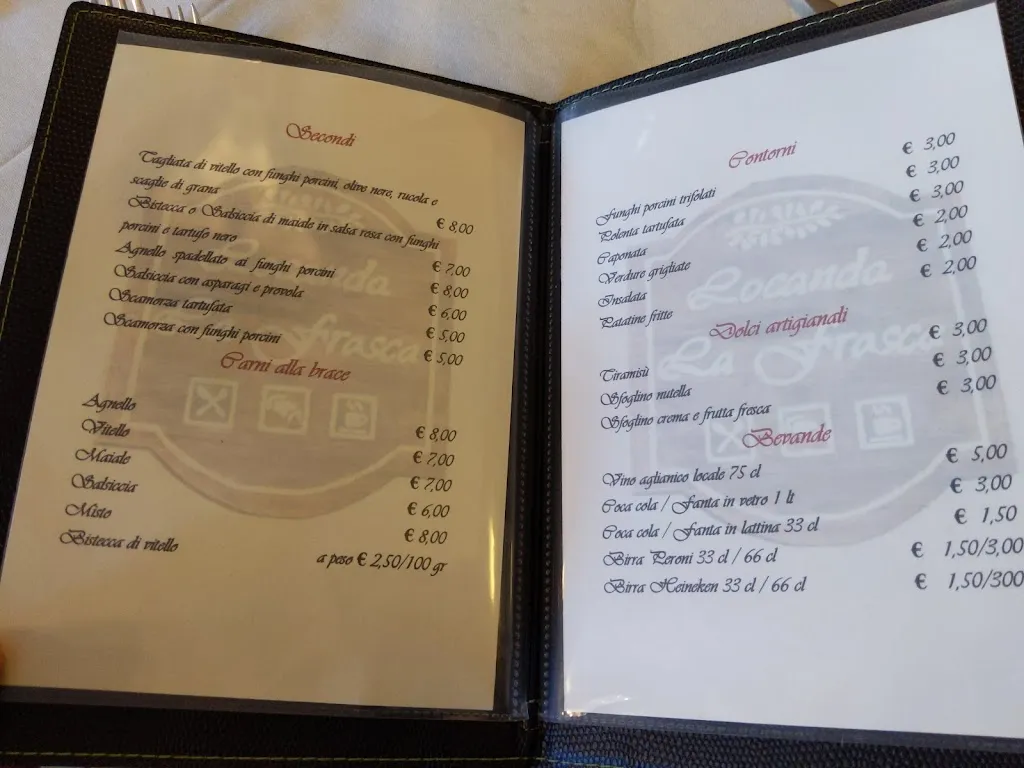 Secondi
Tagliata di vitello con funghi porcini, olive nere, rucola e
scaglie di grana € 8,00
Bistecca o Salsiccia di maiale in salsa rosa con funghi
porcini e tartufo nero € 7,00
Agnello spadellato ai funghi porcini € 8,00
Salsiccia con asparagi e provola € 6,00
Scamorza tartufata € 5,00
Scamorza con funghi porcini € 5,00
Carni alla brace
Agnello € 8,00
Vitello € 7,00
Maiale € 7,00
Salsiccia € 6,00
Misto € 8,00
Bistecca di vitello a peso € 2,50/100 gr
Contorni
Funghi porcini trifolati € 3,00
Polenta tartufata € 3,00
Caponata € 3,00
Verdure grigliate € 2,00
Insalata € 2,00
Patatine fritte € 2,00
Dolci artigianali
Tiramisù € 3,00
Sfoglino nutella € 3,00
Sfoglino crema e frutta fresca € 3,00
Bevande
Vino aglianico locale 75 cl € 5,00
Coca cola / Fanta in vetro 1 lt € 3,00
Coca cola / Fanta in lattina 33 cl € 1,50
Birra Peroni 33 cl / 66 cl € 1,50/3,00
Birra Heineken 33 cl / 66 cl € 1,50/300
Locanda
La Frasca